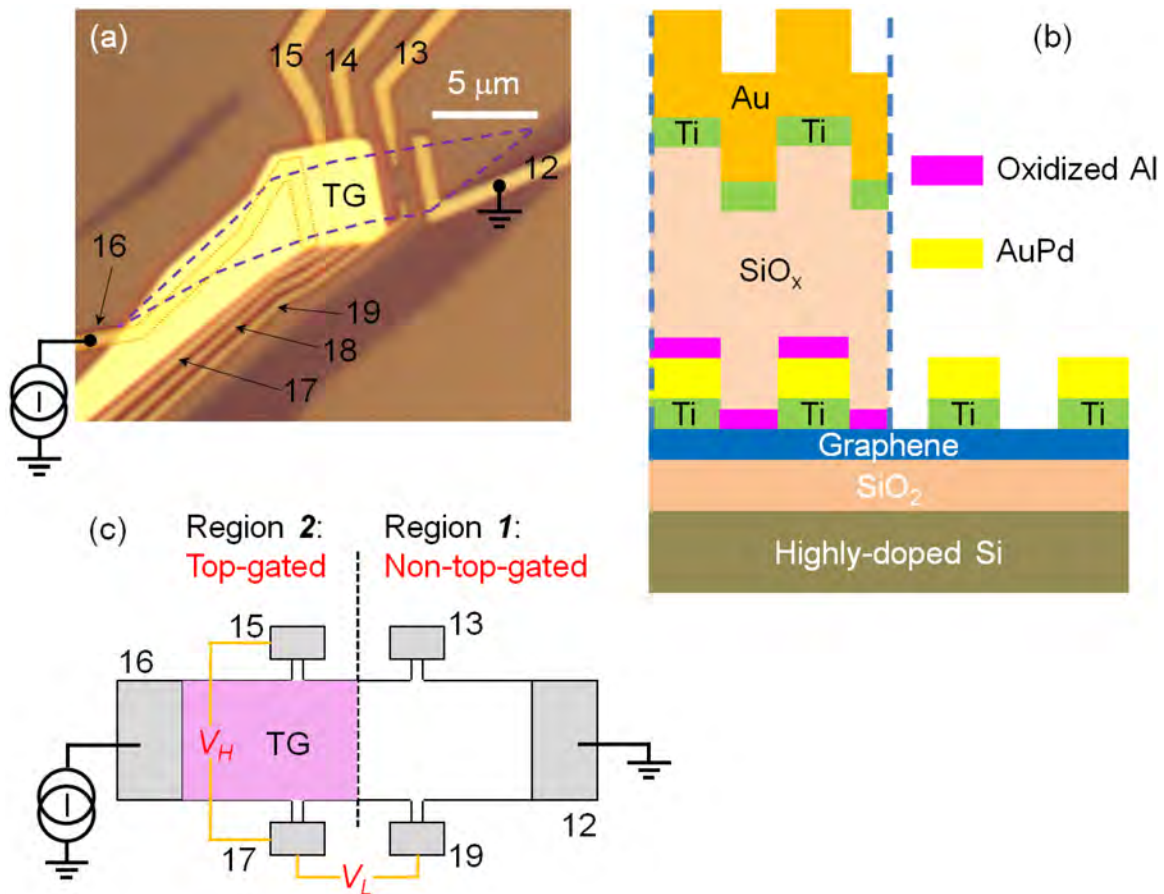 (a)
15
14
13
5 μm
12
TG
16
19
18
17
I
(b)
Au
Ti
Ti
Oxidized Al
AuPd
SiOₓ
Ti
Ti
Ti
Ti
Graphene
SiO₂
Highly-doped Si
(c)
Region 2:
Top-gated
Region 1:
Non-top-gated
15
13
16
V_H
TG
I
17
19
12
V_L